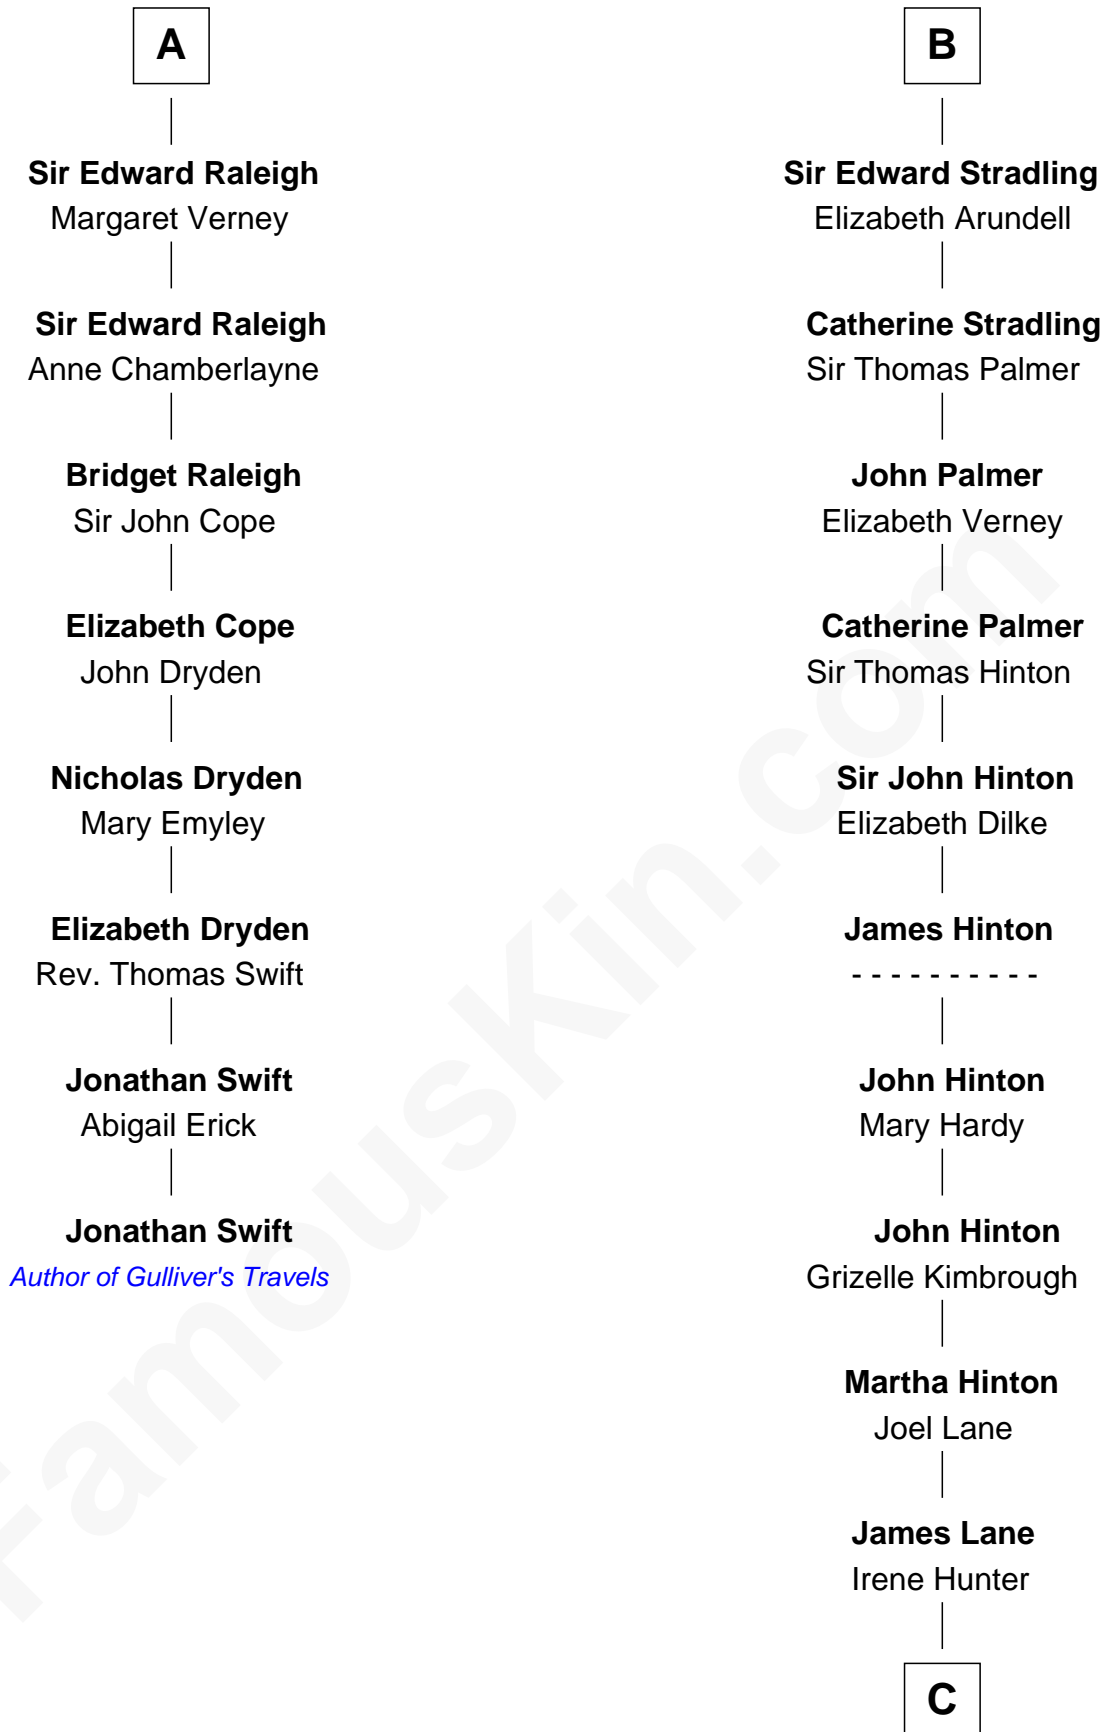 A
Sir Edward Raleigh
Margaret Verney
Sir Edward Raleigh
Anne Chamberlayne
Bridget Raleigh
Sir John Cope
Elizabeth Cope
John Dryden
Nicholas Dryden
Mary Emyley
Elizabeth Dryden
Rev. Thomas Swift
Jonathan Swift
Abigail Erick
Jonathan Swift
Author of Gulliver's Travels
B
Sir Edward Stradling
Elizabeth Arundell
Catherine Stradling
Sir Thomas Palmer
John Palmer
Elizabeth Verney
Catherine Palmer
Sir Thomas Hinton
Sir John Hinton
Elizabeth Dilke
James Hinton
- - - - - - - - - -
John Hinton
Mary Hardy
John Hinton
Grizelle Kimbrough
Martha Hinton
Joel Lane
James Lane
Irene Hunter
C
FamousKin.com